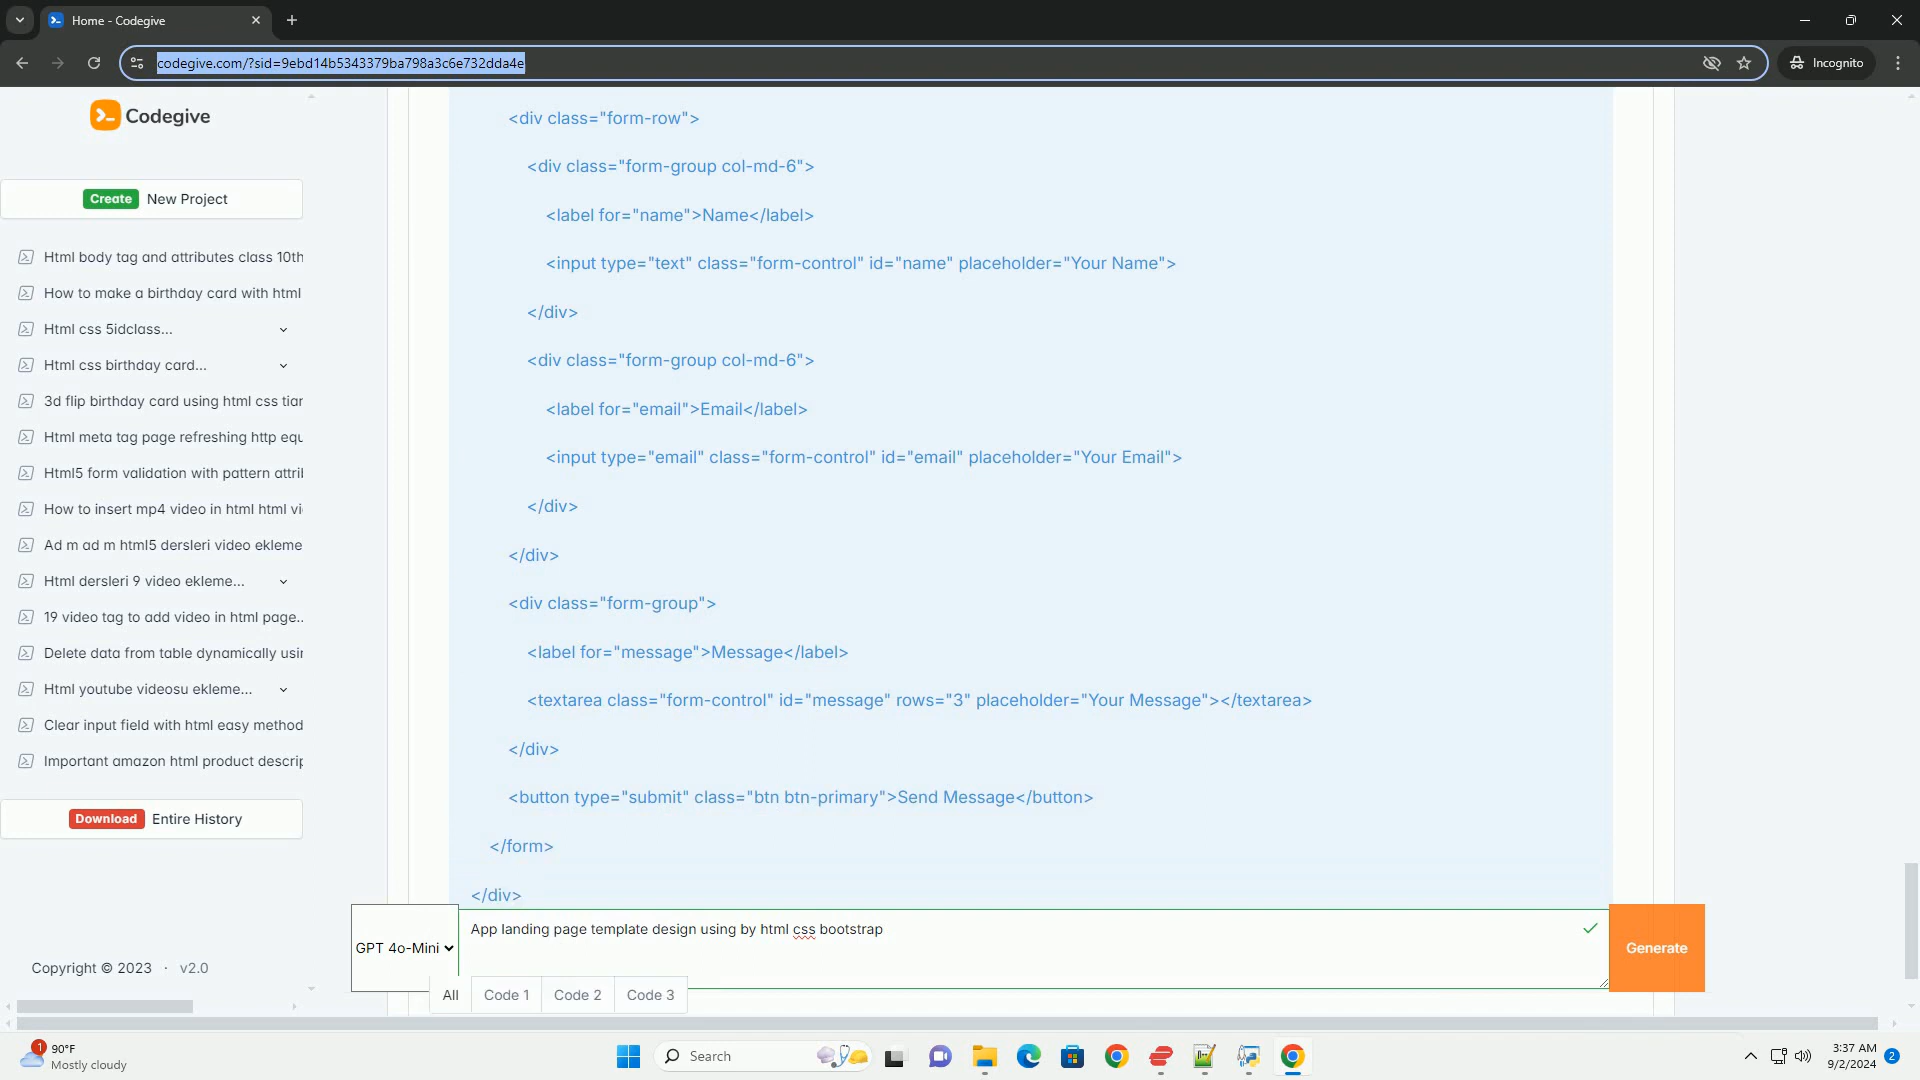 Home - Codegive
codegive.com/?sid=9ebd14b5343379ba798a3c6e732dda4e
Incognito
Codegive
Create New Project
Html body tag and attributes class 10th
How to make a birthday card with html
Html css 5idclass...
Html css birthday card...
3d flip birthday card using html css tiar
Html meta tag page refreshing http equ
Html5 form validation with pattern attril
How to insert mp4 video in html html vi
Ad m ad m html5 dersleri video ekleme
Html dersleri 9 video ekleme...
19 video tag to add video in html page..
Delete data from table dynamically usir
Html youtube videosu ekleme...
Clear input field with html easy method
Important amazon html product descrip
Download Entire History
Copyright © 2023 · v2.0
<div class="form-row">
<div class="form-group col-md-6">
<label for="name">Name</label>
<input type="text" class="form-control" id="name" placeholder="Your Name">
</div>
<div class="form-group col-md-6">
<label for="email">Email</label>
<input type="email" class="form-control" id="email" placeholder="Your Email">
</div>
</div>
<div class="form-group">
<label for="message">Message</label>
<textarea class="form-control" id="message" rows="3" placeholder="Your Message"></textarea>
</div>
<button type="submit" class="btn btn-primary">Send Message</button>
</form>
</div>
GPT 4o-Mini
App landing page template design using by html css bootstrap
Generate
All Code 1 Code 2 Code 3
1
90°F
Mostly cloudy
Search
3:37 AM
9/2/2024
2